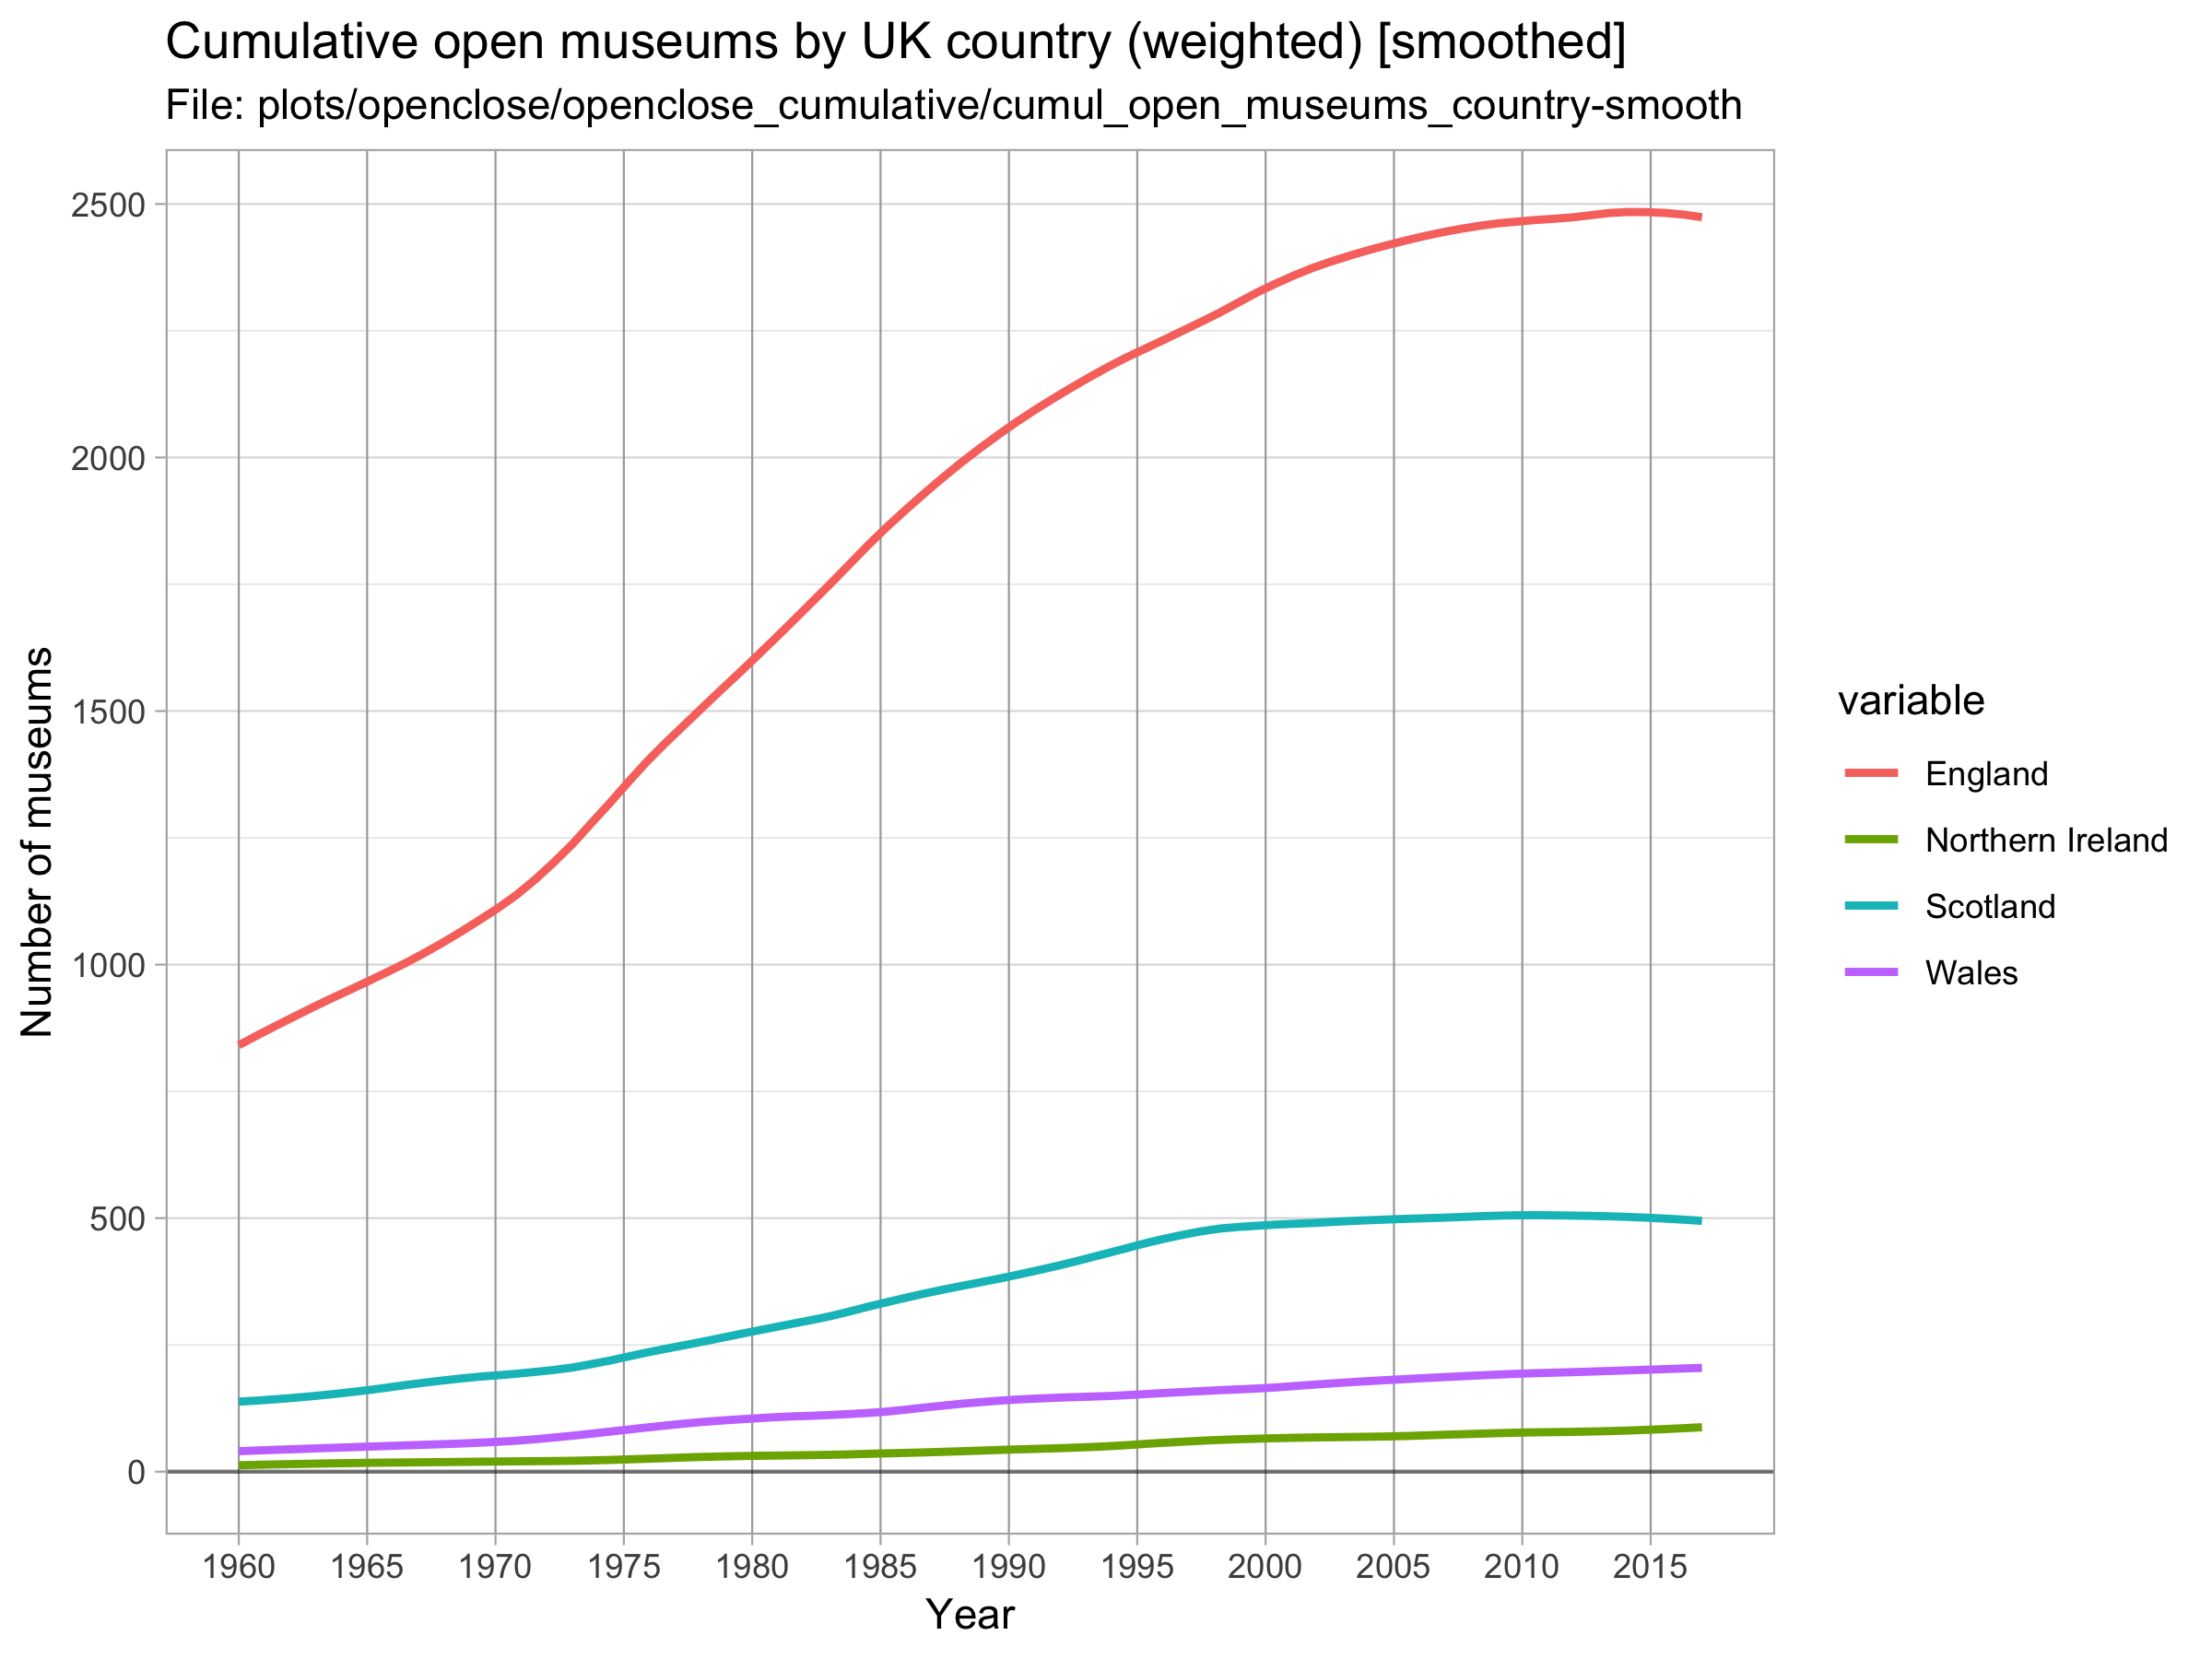 Cumulative open museums by UK country (weighted) [smoothed]
File: plots/openclose/openclose_cumulative/cumul_open_museums_country-smooth
Number of museums
2500
2000
1500
1000
500
0
1960 1965 1970 1975 1980 1985 1990 1995 2000 2005 2010 2015
Year
variable
England
Northern Ireland
Scotland
Wales